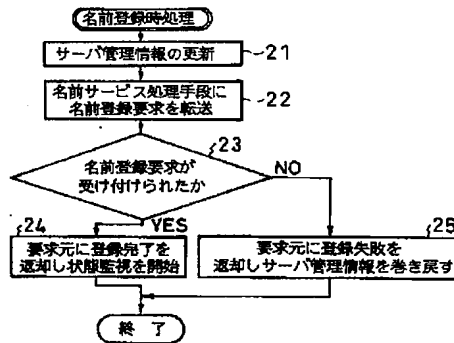 名前登録時処理
サーバ管理情報の更新
21
名前サービス処理手段に
名前登録要求を転送
22
23
名前登録要求が
受け付けられたか
NO
YES
24
要求元に登録完了を
返却し状態監視を開始
25
要求元に登録失敗を
返却しサーバ管理情報を巻き戻す
終了